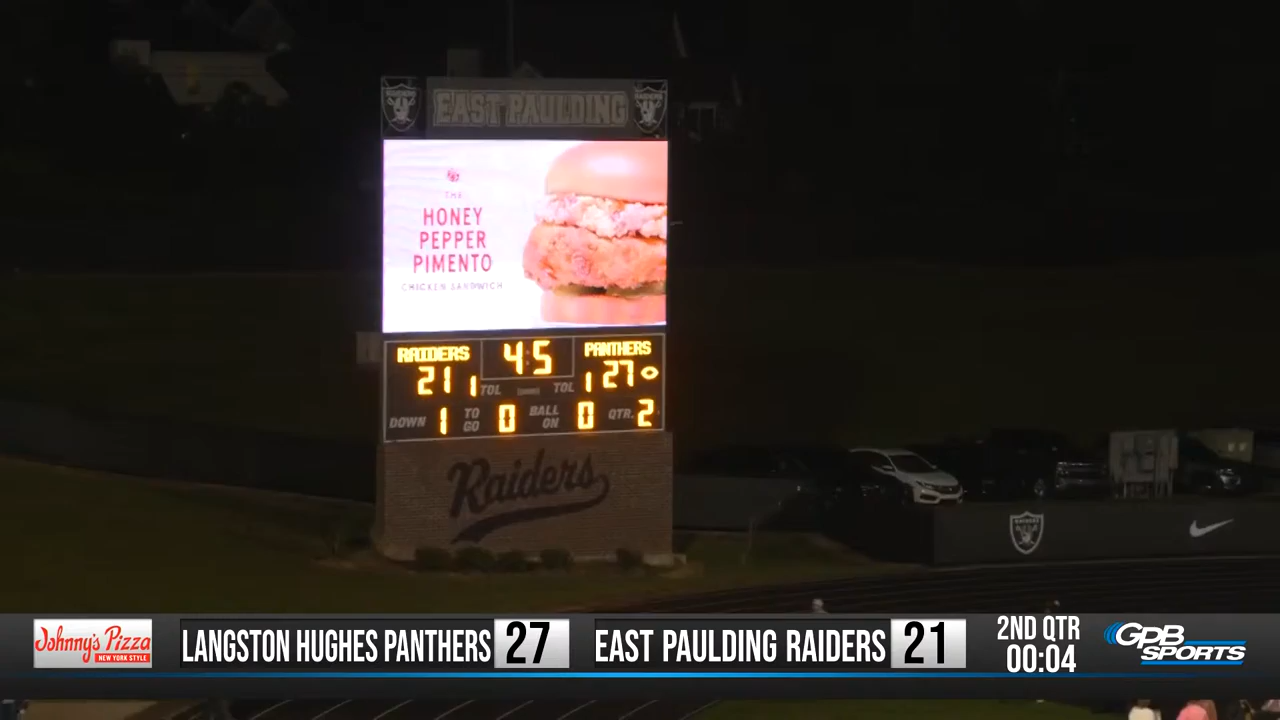 EAST PAULDING
THE
HONEY
PEPPER
PIMENTO
CHICKEN SANDWICH
RAIDERS 4:5 PANTHERS
21 1 TOL TOL 1 27
DOWN 1 TO GO 0 BALL ON 0 QTR. 2
Raiders
RAIDERS
Johnny's Pizza
NEW YORK STYLE
LANGSTON HUGHES PANTHERS 27
EAST PAULDING RAIDERS 21
2ND QTR
00:04
GPB
SPORTS